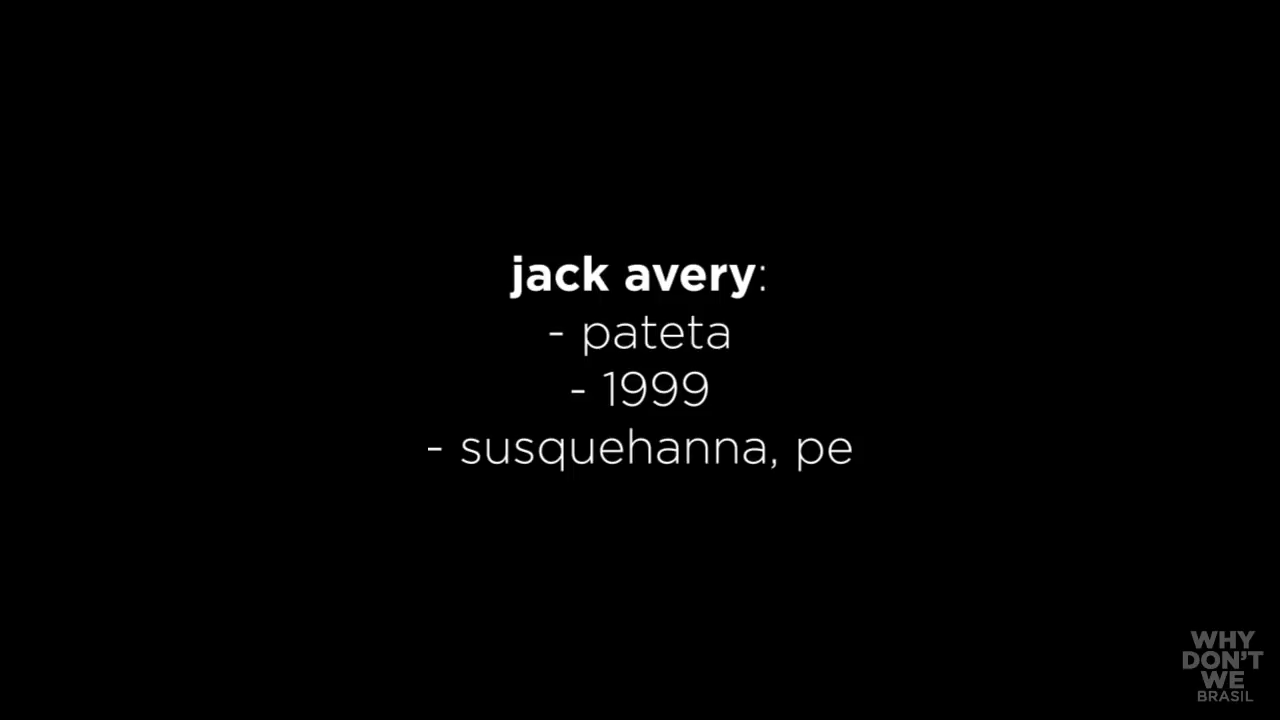 jack avery:
- pateta
- 1999
- susquehanna, pe
WHY
DON'T
WE
BRASIL